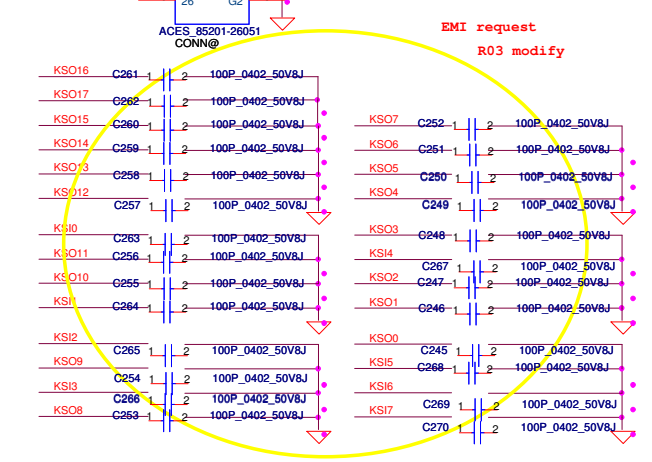 26 G2
ACES_85201-26051
CONN@
EMI request
R03 modify
KSO16 C261 1 2 100P_0402_50V8J
KSO17 C262 1 2 100P_0402_50V8J
KSO15 C260 1 2 100P_0402_50V8J
KSO14 C259 1 2 100P_0402_50V8J
KSO13 C258 1 2 100P_0402_50V8J
KSO12 C257 1 2 100P_0402_50V8J
KSI0 C263 1 2 100P_0402_50V8J
KSO11 C256 1 2 100P_0402_50V8J
KSO10 C255 1 2 100P_0402_50V8J
KSI1 C264 1 2 100P_0402_50V8J
KSI2 C265 1 2 100P_0402_50V8J
KSO9 C254 1 2 100P_0402_50V8J
KSI3 C266 1 2 100P_0402_50V8J
KSO8 C253 1 2 100P_0402_50V8J
KSO7 C252 1 2 100P_0402_50V8J
KSO6 C251 1 2 100P_0402_50V8J
KSO5 C250 1 2 100P_0402_50V8J
KSO4 C249 1 2 100P_0402_50V8J
KSO3 C248 1 2 100P_0402_50V8J
KSI4 C267 1 2 100P_0402_50V8J
KSO2 C247 1 2 100P_0402_50V8J
KSO1 C246 1 2 100P_0402_50V8J
KSO0 C245 1 2 100P_0402_50V8J
KSI5 C268 1 2 100P_0402_50V8J
KSI6 C269 1 2 100P_0402_50V8J
KSI7 C270 1 2 100P_0402_50V8J